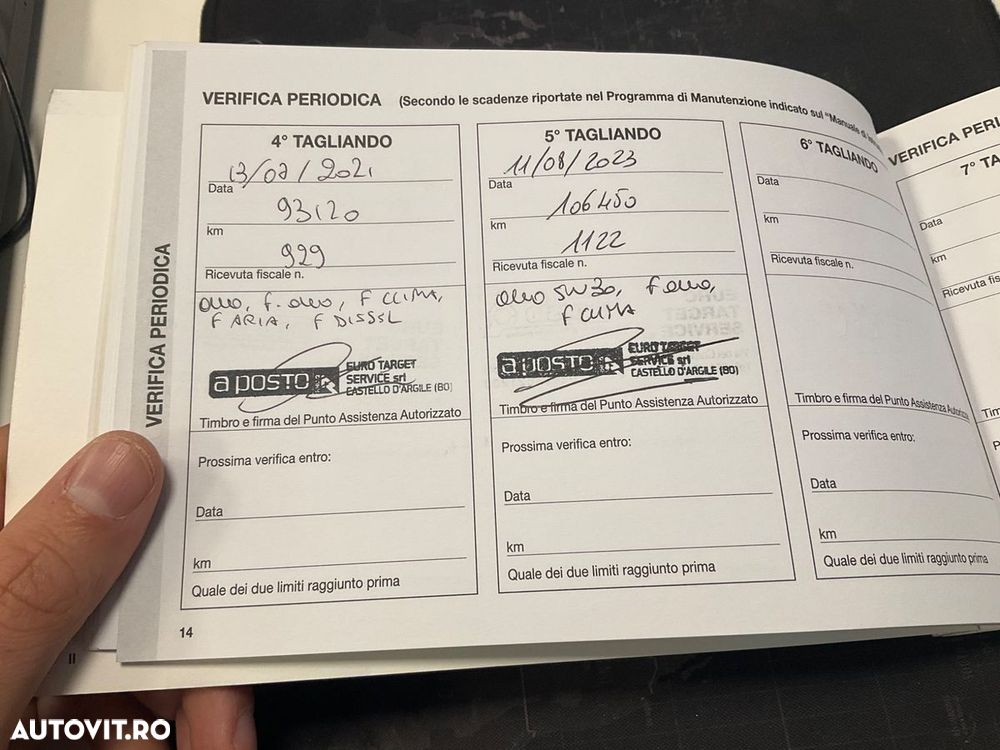 VERIFICA PERIODICA (Secondo le scadenze riportate nel Programma di Manutenzione indicato sul "Manuale di
VERIFICA PERIODICA
4° TAGLIANDO
13/07/2021
Data
93120
km
929
Ricevuta fiscale n.
OLIO, F. OLIO, F CLIMA,
F ARIA, F DIESEL
a posto
EURO TARGET
SERVICE srl
CASTELLO D'ARGILE (BO)
Timbro e firma del Punto Assistenza Autorizzato
Prossima verifica entro:
Data
km
Quale dei due limiti raggiunto prima
5° TAGLIANDO
11/08/2023
Data
106450
km
1122
Ricevuta fiscale n.
OLIO 5W30, F OLIO,
F CLIMA
a posto
EURO TARGET
SERVICE srl
CASTELLO D'ARGILE (BO)
Timbro e firma del Punto Assistenza Autorizzato
Prossima verifica entro:
Data
km
Quale dei due limiti raggiunto prima
6° TAGLIANDO
Data
km
Ricevuta fiscale n.
Timbro e firma del Punto Assistenza Autorizza
Prossima verifica entro:
Data
km
Quale dei due limiti raggiunto prima
VERIFICA PERI
7° TA
Data
km
Ricevuta fis
Tim
P
14
II
AUTOVIT.RO